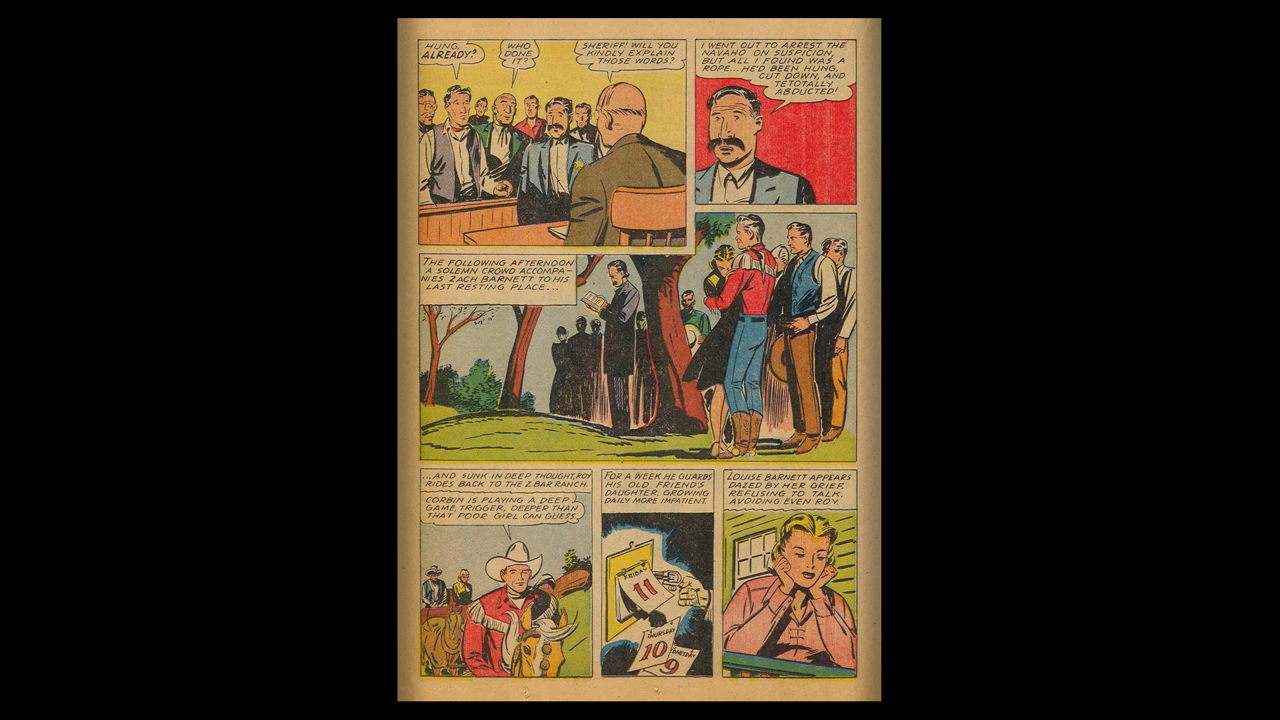 HUNG,
ALREADY?
WHO
DONE
IT?
SHERIFF! WILL YOU
KINDLY EXPLAIN
THOSE WORDS?
I WENT OUT TO ARREST THE
NAVAHO ON SUSPICION,
BUT ALL I FOUND WAS A
ROPE... HE'D BEEN HUNG,
CUT DOWN, AND
TETOTALLY
ABDUCTED!
THE FOLLOWING AFTERNOON
A SOLEMN CROWD ACCOMPA-
NIES ZACH BARNETT TO HIS
LAST RESTING PLACE...
...AND SUNK IN DEEP THOUGHT, ROY
RIDES BACK TO THE Z BAR RANCH.
CORBIN IS PLAYING A DEEP
GAME, TRIGGER, DEEPER THAN
THAT POOR GIRL CAN GUESS.
FOR A WEEK HE GUARDS
HIS OLD FRIEND'S
DAUGHTER, GROWING
DAILY MORE IMPATIENT.
FRIDAY
11
THURSDAY
10
9
LOUISE BARNETT APPEARS
DAZED BY HER GRIEF,
REFUSING TO TALK,
AVOIDING EVEN ROY.